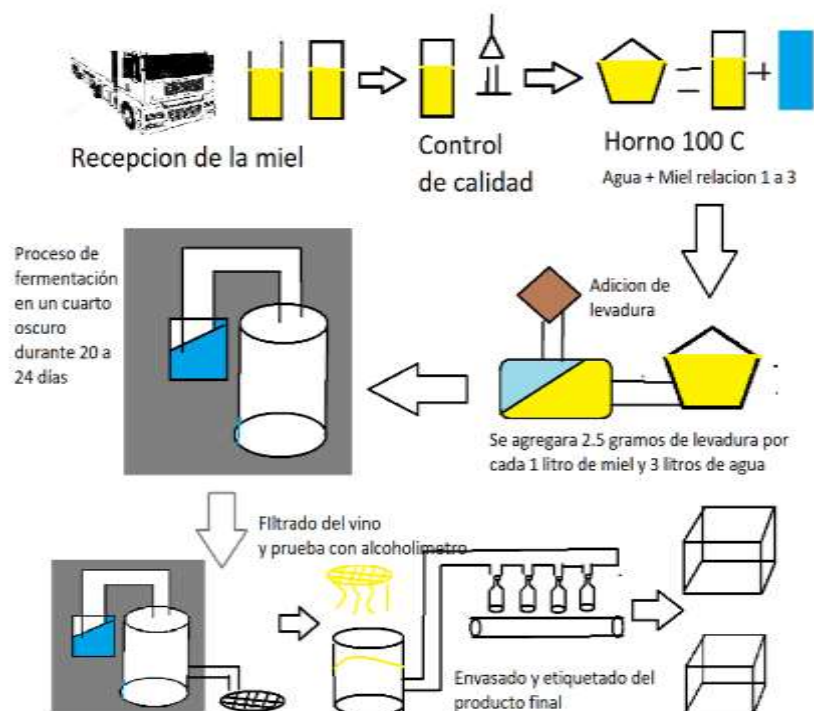 Recepcion de la miel
Control
de calidad
Horno 100 C
Agua + Miel relacion 1 a 3
Proceso de
fermentación
en un cuarto
oscuro
durante 20 a
24 días
Adicion de
levadura
Se agregara 2.5 gramos de levadura por
cada 1 litro de miel y 3 litros de agua
FIltrado del vino
y prueba con alcoholimetro
Envasado y etiquetado del
producto final